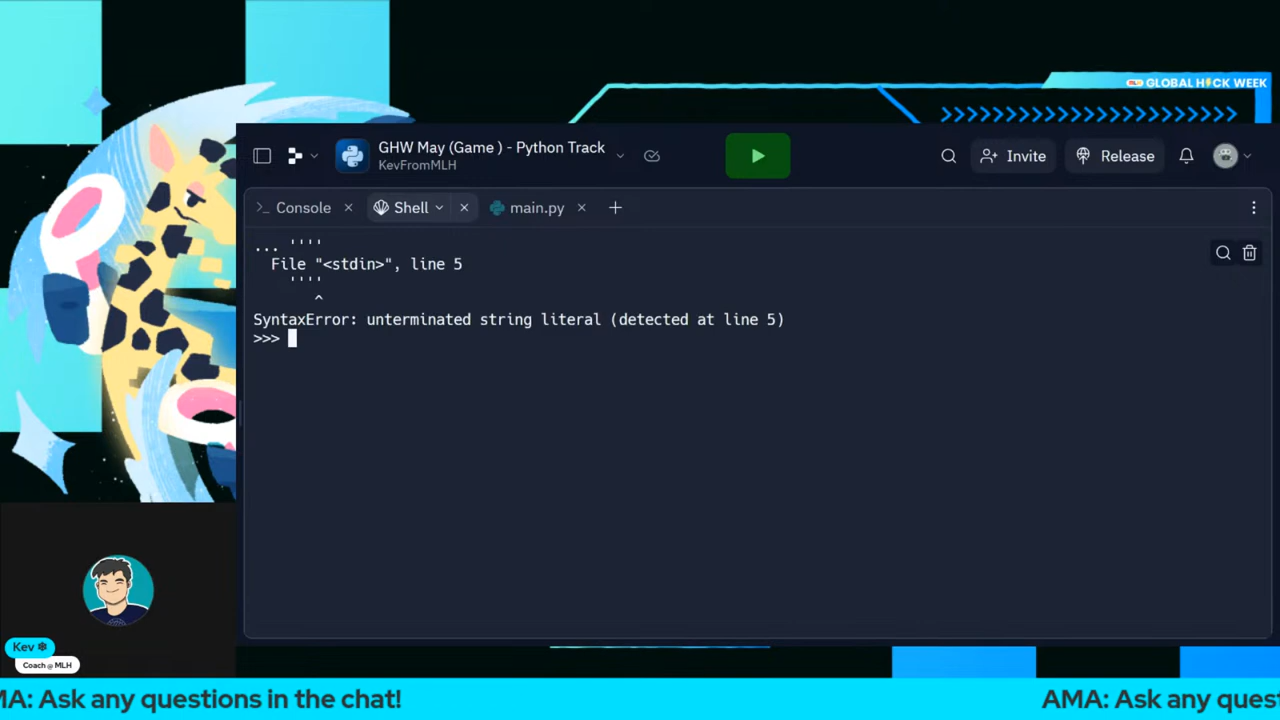 MLH GLOBAL HACK WEEK
GHW May (Game ) - Python Track
KevFromMLH
Invite
Release
>_ Console
Shell
main.py
... ''''
File "<stdin>", line 5
''''
^
SyntaxError: unterminated string literal (detected at line 5)
>>>
Kev ❄
Coach @ MLH
MA: Ask any questions in the chat!
AMA: Ask any quest